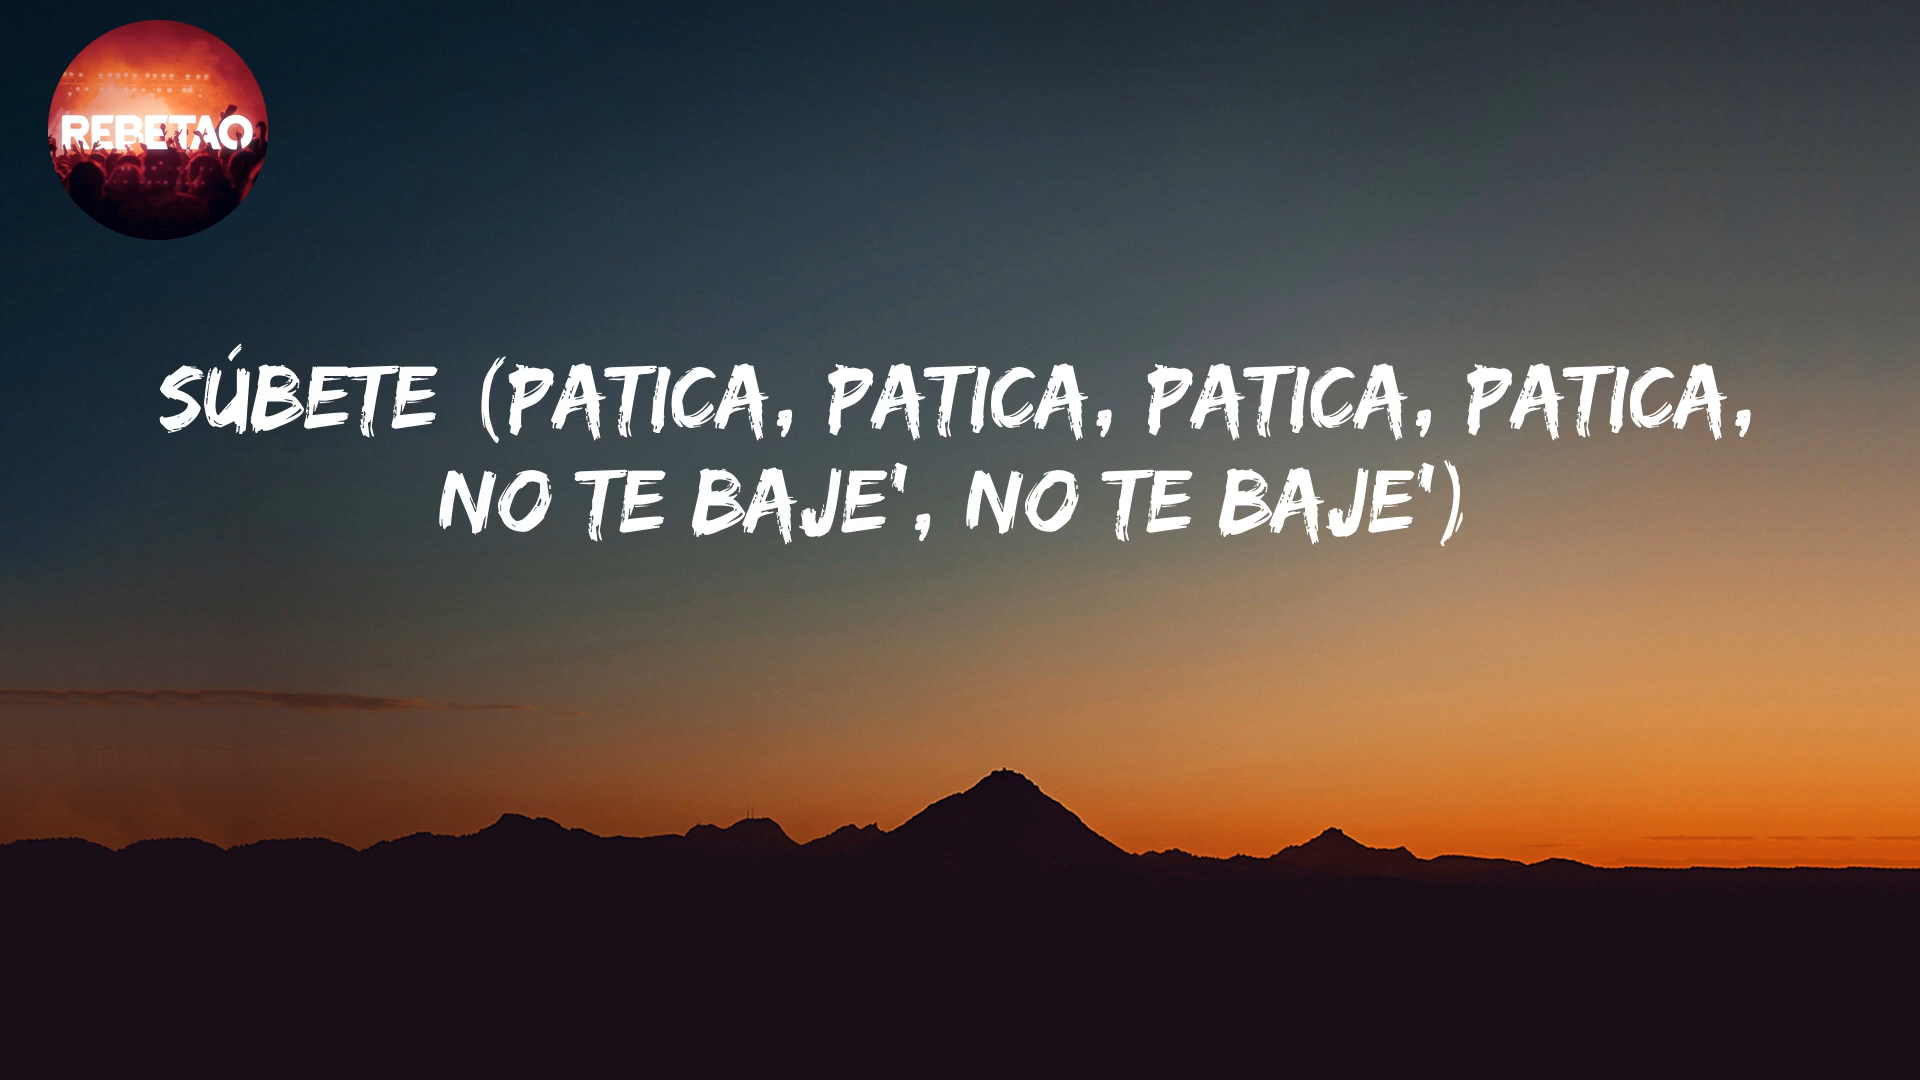 REBETAO
SÚBETE (PATICA, PATICA, PATICA, PATICA,
NO TE BAJE', NO TE BAJE')